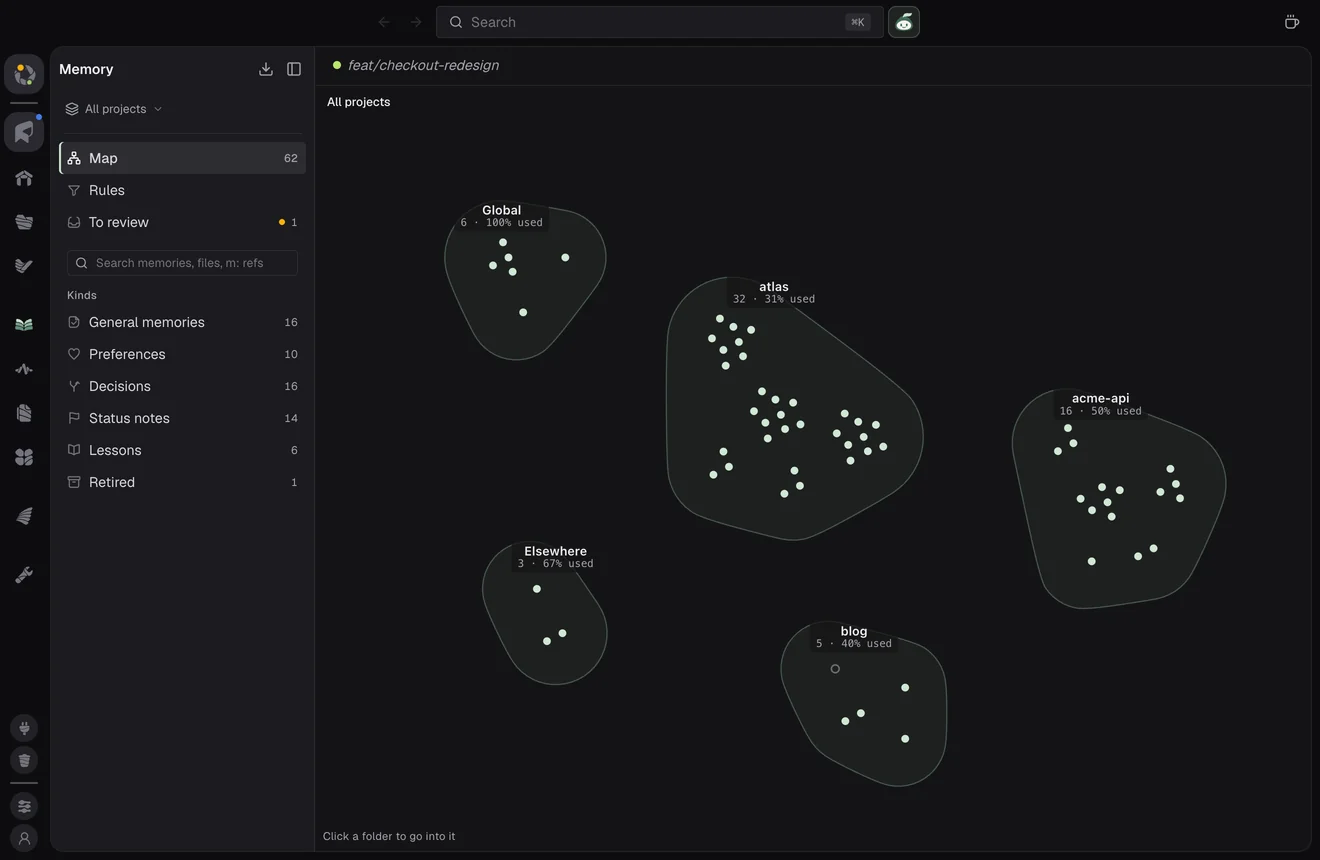 Search
⌘K
Memory
feat/checkout-redesign
All projects
All projects
Map 62
Rules
To review 1
Search memories, files, m: refs
Kinds
General memories 16
Preferences 10
Decisions 16
Status notes 14
Lessons 6
Retired 1
Global
6 · 100% used
atlas
32 · 31% used
acme-api
16 · 50% used
Elsewhere
3 · 67% used
blog
5 · 40% used
Click a folder to go into it